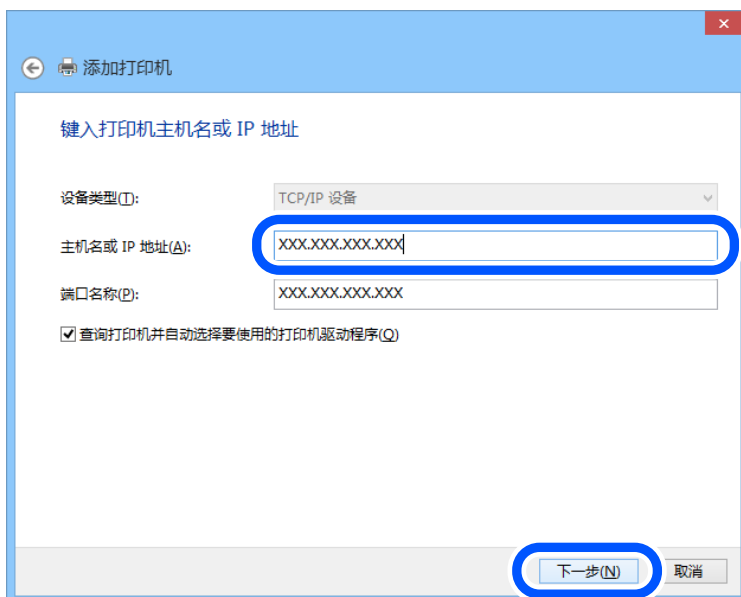 添加打印机
键入打印机主机名或 IP 地址
设备类型(T): TCP/IP 设备
主机名或 IP 地址(A): XXX.XXX.XXX.XXX
端口名称(P): XXX.XXX.XXX.XXX
查询打印机并自动选择要使用的打印机驱动程序(Q)
下一步(N) 取消